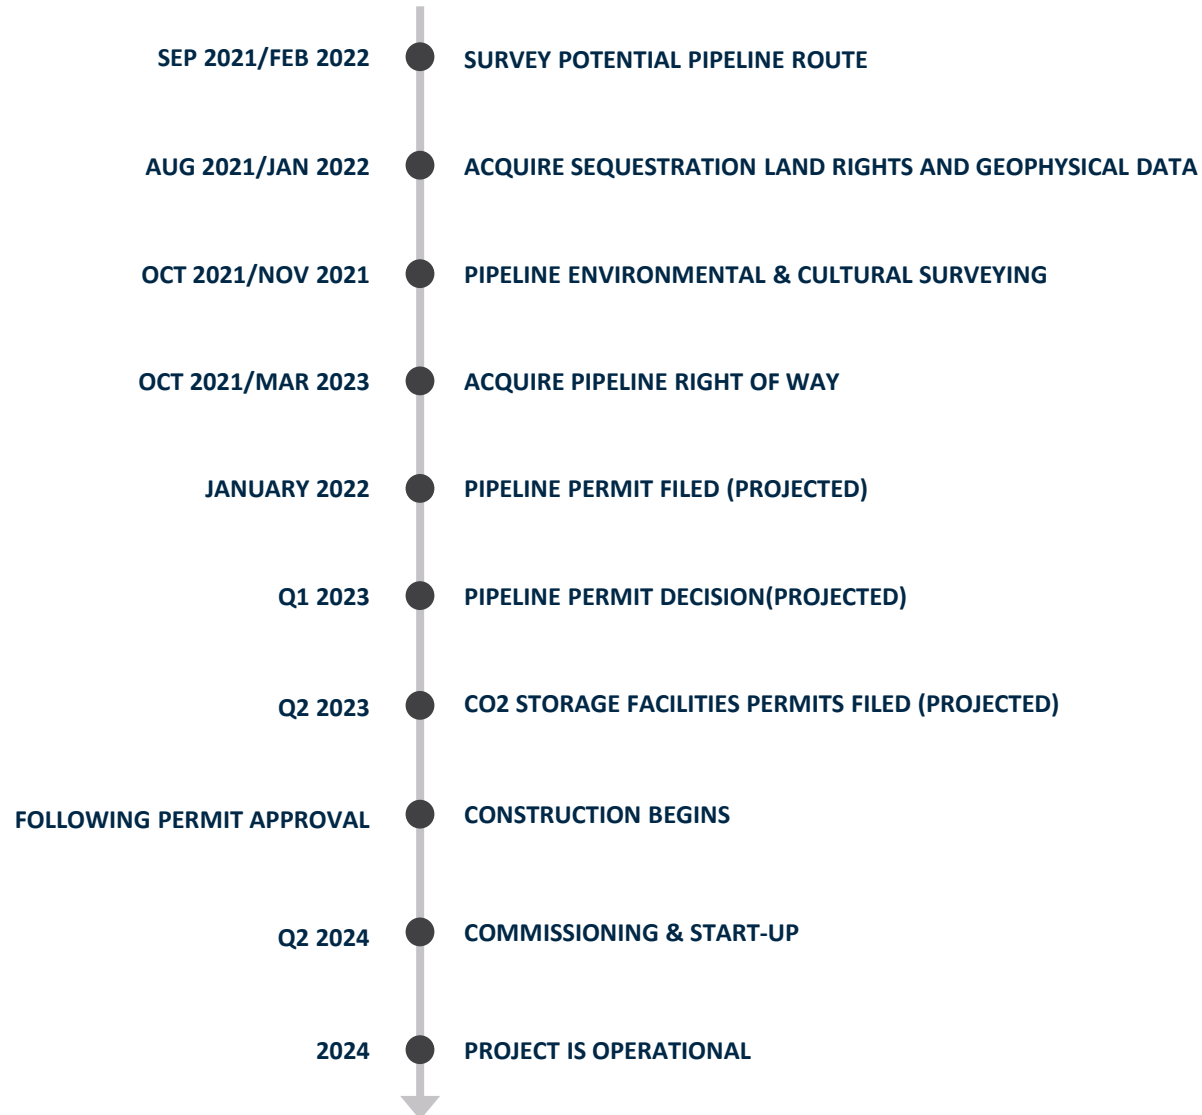 SEP 2021/FEB 2022
SURVEY POTENTIAL PIPELINE ROUTE
AUG 2021/JAN 2022
ACQUIRE SEQUESTRATION LAND RIGHTS AND GEOPHYSICAL DATA
OCT 2021/NOV 2021
PIPELINE ENVIRONMENTAL & CULTURAL SURVEYING
OCT 2021/MAR 2023
ACQUIRE PIPELINE RIGHT OF WAY
JANUARY 2022
PIPELINE PERMIT FILED (PROJECTED)
Q1 2023
PIPELINE PERMIT DECISION(PROJECTED)
Q2 2023
CO2 STORAGE FACILITIES PERMITS FILED (PROJECTED)
FOLLOWING PERMIT APPROVAL
CONSTRUCTION BEGINS
Q2 2024
COMMISSIONING & START-UP
2024
PROJECT IS OPERATIONAL